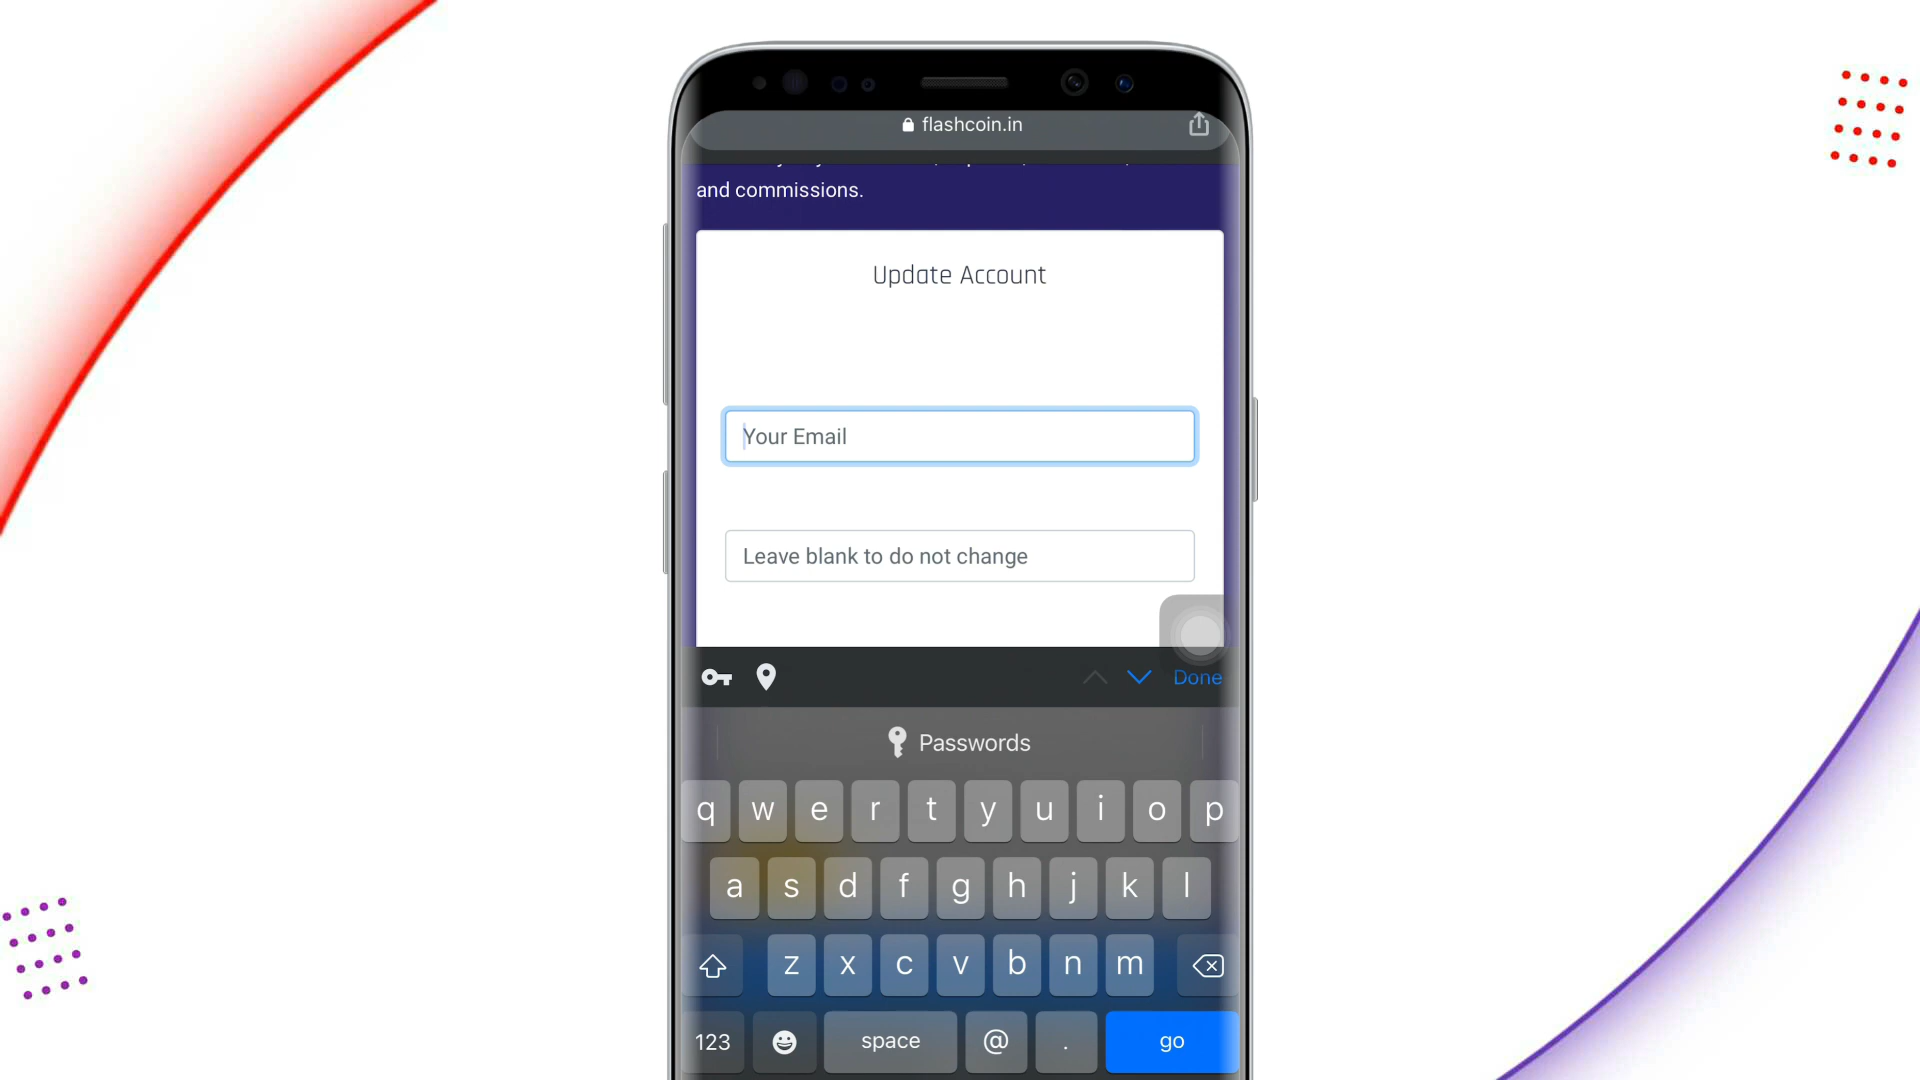 flashcoin.in
and commissions.
Update Account
Your Email
Leave blank to do not change
Done
Passwords
q w e r t y u i o p
a s d f g h j k l
z x c v b n m
123 space @ . go